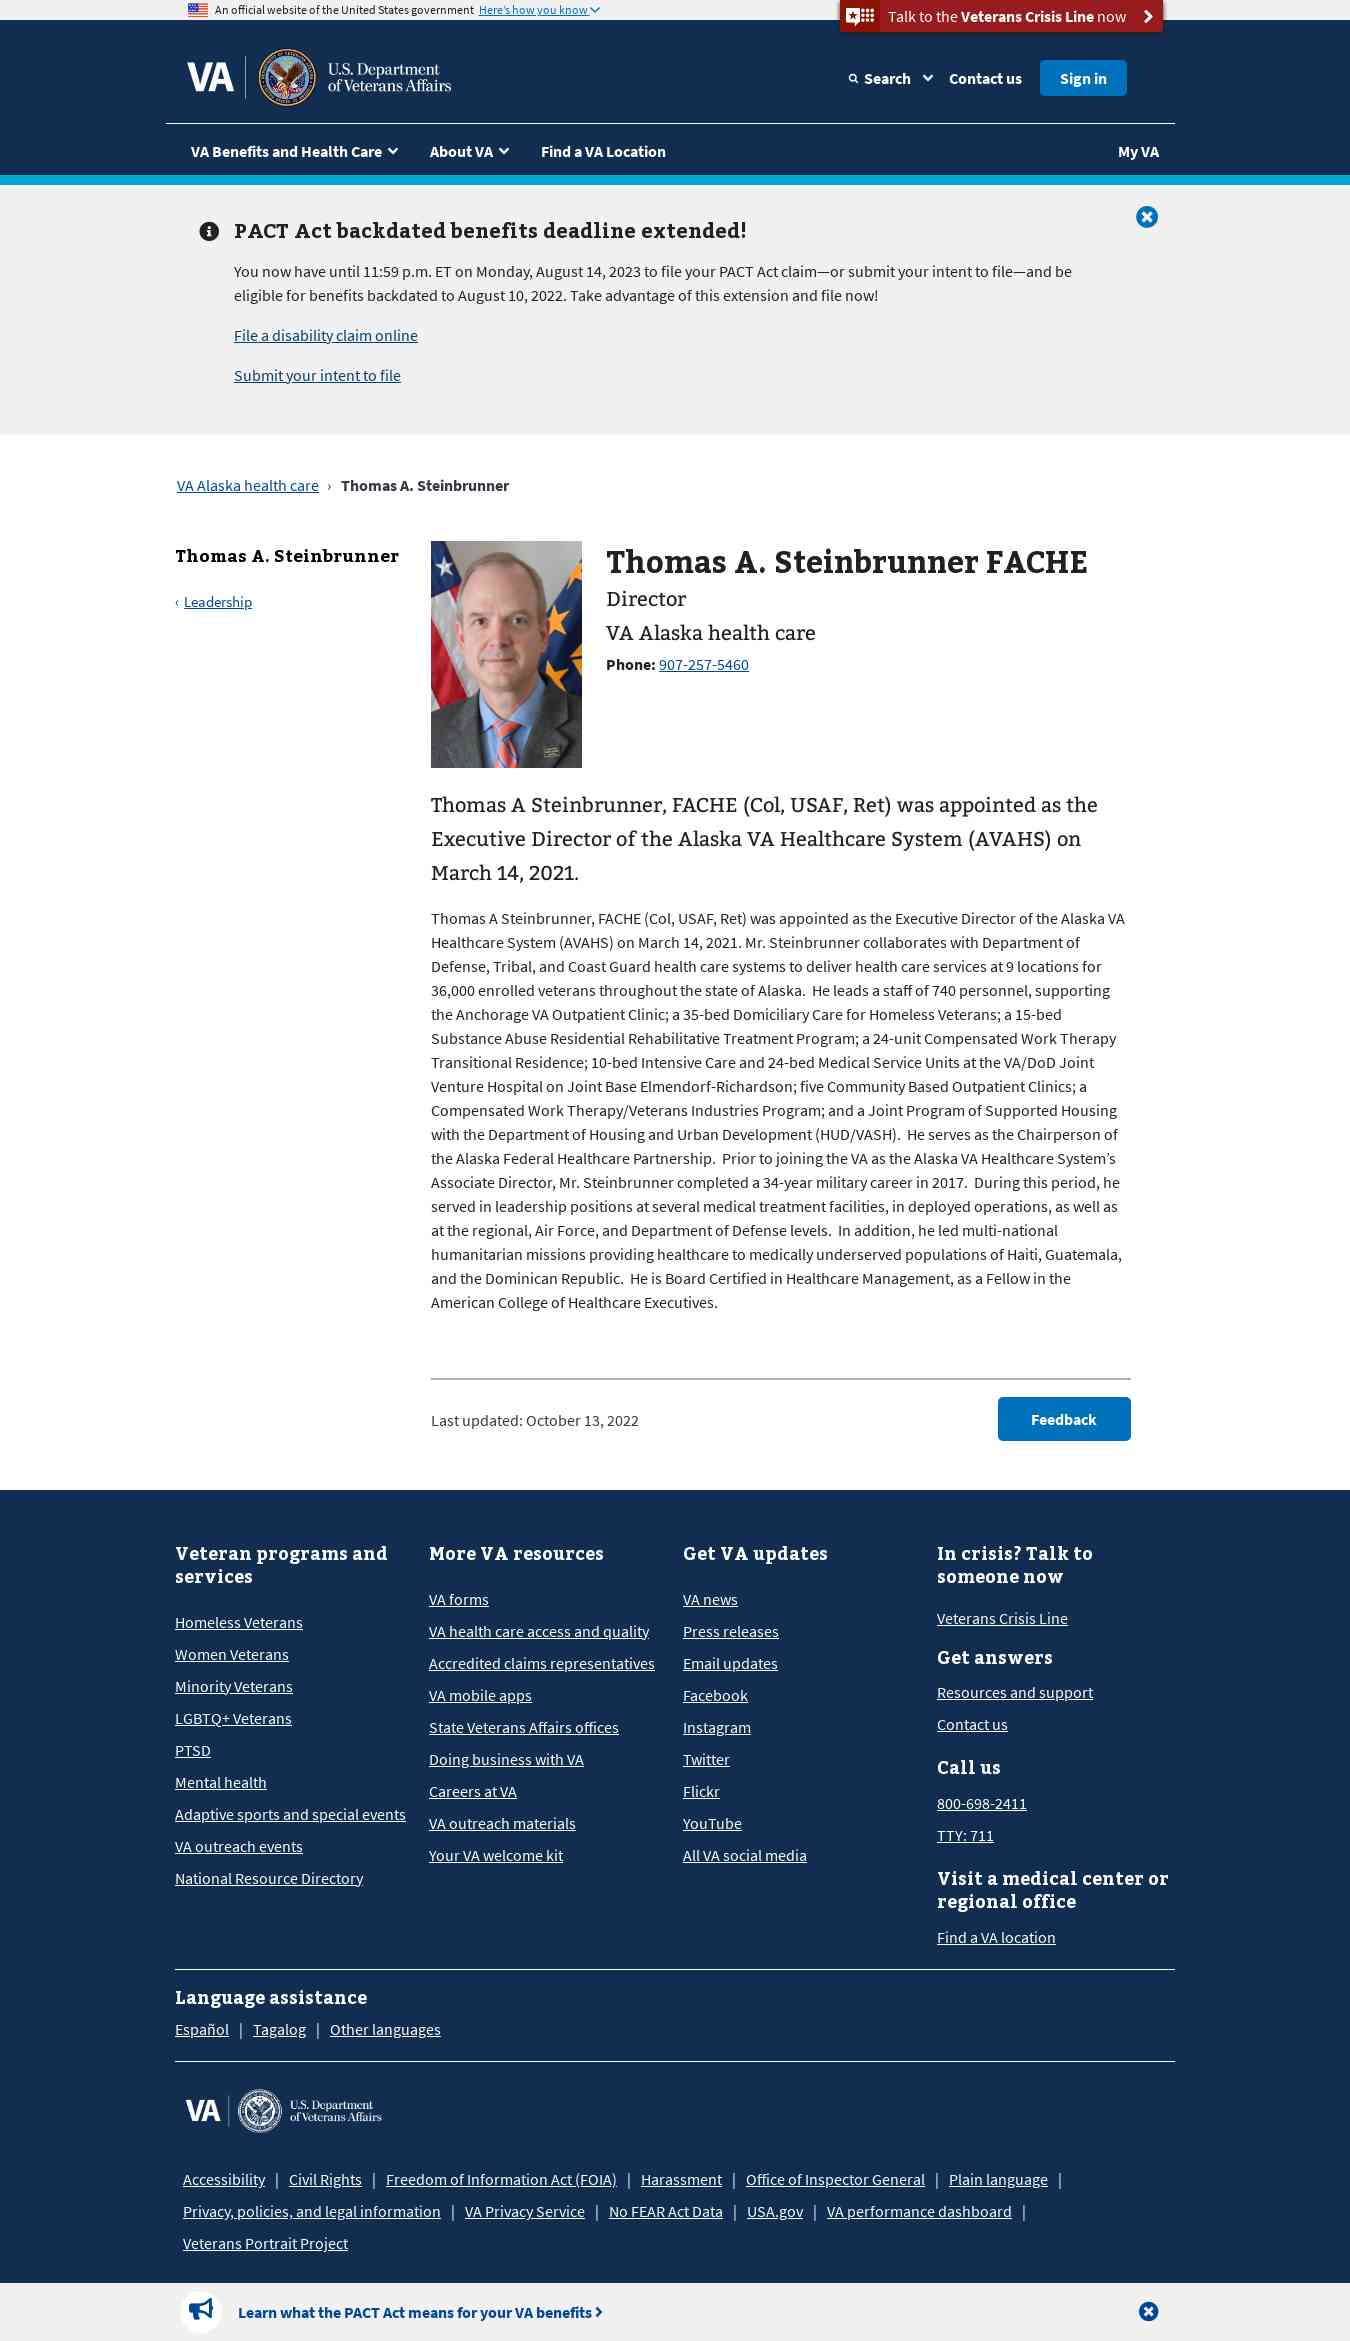 An official website of the United States government Here's how you know
Talk to the Veterans Crisis Line now
VA
U.S. Department
of Veterans Affairs
Search
Contact us
Sign in
VA Benefits and Health Care
About VA
Find a VA Location
My VA
PACT Act backdated benefits deadline extended!
You now have until 11:59 p.m. ET on Monday, August 14, 2023 to file your PACT Act claim—or submit your intent to file—and be
eligible for benefits backdated to August 10, 2022. Take advantage of this extension and file now!
File a disability claim online
Submit your intent to file
VA Alaska health care › Thomas A. Steinbrunner
Thomas A. Steinbrunner
‹ Leadership
Thomas A. Steinbrunner FACHE
Director
VA Alaska health care
Phone: 907-257-5460
Thomas A Steinbrunner, FACHE (Col, USAF, Ret) was appointed as the
Executive Director of the Alaska VA Healthcare System (AVAHS) on
March 14, 2021.
Thomas A Steinbrunner, FACHE (Col, USAF, Ret) was appointed as the Executive Director of the Alaska VA
Healthcare System (AVAHS) on March 14, 2021. Mr. Steinbrunner collaborates with Department of
Defense, Tribal, and Coast Guard health care systems to deliver health care services at 9 locations for
36,000 enrolled veterans throughout the state of Alaska.  He leads a staff of 740 personnel, supporting
the Anchorage VA Outpatient Clinic; a 35-bed Domiciliary Care for Homeless Veterans; a 15-bed
Substance Abuse Residential Rehabilitative Treatment Program; a 24-unit Compensated Work Therapy
Transitional Residence; 10-bed Intensive Care and 24-bed Medical Service Units at the VA/DoD Joint
Venture Hospital on Joint Base Elmendorf-Richardson; five Community Based Outpatient Clinics; a
Compensated Work Therapy/Veterans Industries Program; and a Joint Program of Supported Housing
with the Department of Housing and Urban Development (HUD/VASH).  He serves as the Chairperson of
the Alaska Federal Healthcare Partnership.  Prior to joining the VA as the Alaska VA Healthcare System's
Associate Director, Mr. Steinbrunner completed a 34-year military career in 2017.  During this period, he
served in leadership positions at several medical treatment facilities, in deployed operations, as well as
at the regional, Air Force, and Department of Defense levels.  In addition, he led multi-national
humanitarian missions providing healthcare to medically underserved populations of Haiti, Guatemala,
and the Dominican Republic.  He is Board Certified in Healthcare Management, as a Fellow in the
American College of Healthcare Executives.
Last updated: October 13, 2022
Feedback
Veteran programs and
services
Homeless Veterans
Women Veterans
Minority Veterans
LGBTQ+ Veterans
PTSD
Mental health
Adaptive sports and special events
VA outreach events
National Resource Directory
More VA resources
VA forms
VA health care access and quality
Accredited claims representatives
VA mobile apps
State Veterans Affairs offices
Doing business with VA
Careers at VA
VA outreach materials
Your VA welcome kit
Get VA updates
VA news
Press releases
Email updates
Facebook
Instagram
Twitter
Flickr
YouTube
All VA social media
In crisis? Talk to
someone now
Veterans Crisis Line
Get answers
Resources and support
Contact us
Call us
800-698-2411
TTY: 711
Visit a medical center or
regional office
Find a VA location
Language assistance
Español | Tagalog | Other languages
VA
U.S. Department
of Veterans Affairs
Accessibility | Civil Rights | Freedom of Information Act (FOIA) | Harassment | Office of Inspector General | Plain language |
Privacy, policies, and legal information | VA Privacy Service | No FEAR Act Data | USA.gov | VA performance dashboard |
Veterans Portrait Project
Learn what the PACT Act means for your VA benefits